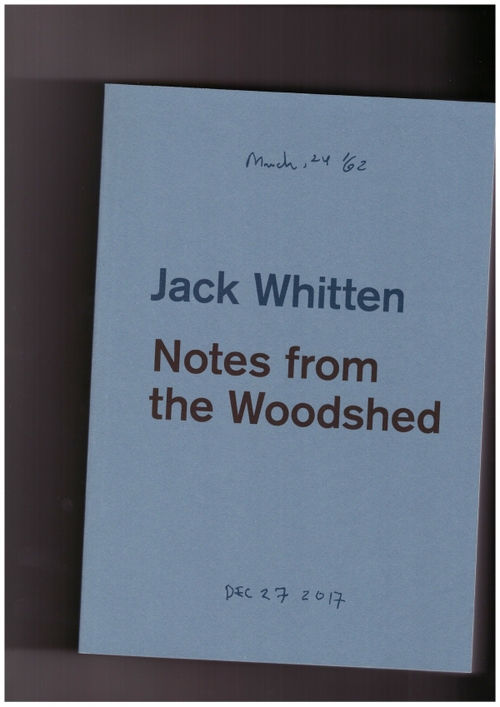 March, 24 '62
Jack Whitten
Notes from
the Woodshed
DEC 27 2017